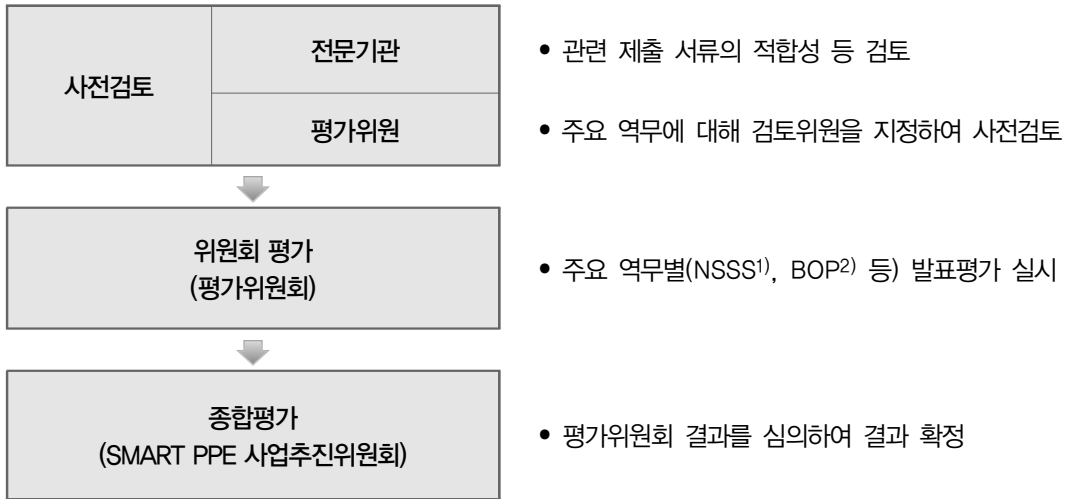 사전검토
전문기관
• 관련 제출 서류의 적합성 등 검토
평가위원
• 주요 역무에 대해 검토위원을 지정하여 사전검토
위원회 평가
(평가위원회)
• 주요 역무별(NSSS1), BOP2) 등) 발표평가 실시
종합평가
(SMART PPE 사업추진위원회)
• 평가위원회 결과를 심의하여 결과 확정